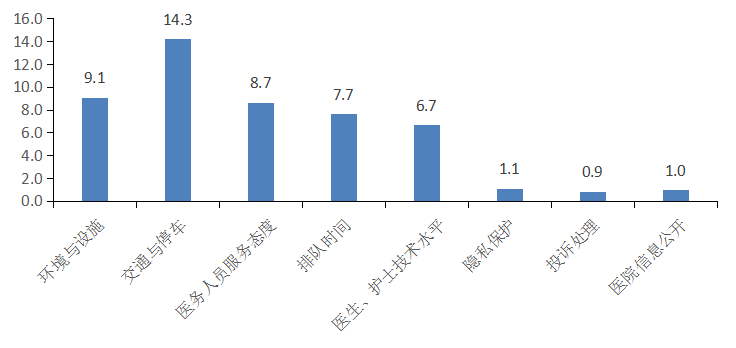 16.0
14.0
12.0
10.0
8.0
6.0
4.0
2.0
0.0
9.1
14.3
8.7
7.7
6.7
1.1
0.9
1.0
环境与设施
交通与停车
医务人员服务态度
排队时间
医生、护士技术水平
隐私保护
投诉处理
医院信息公开